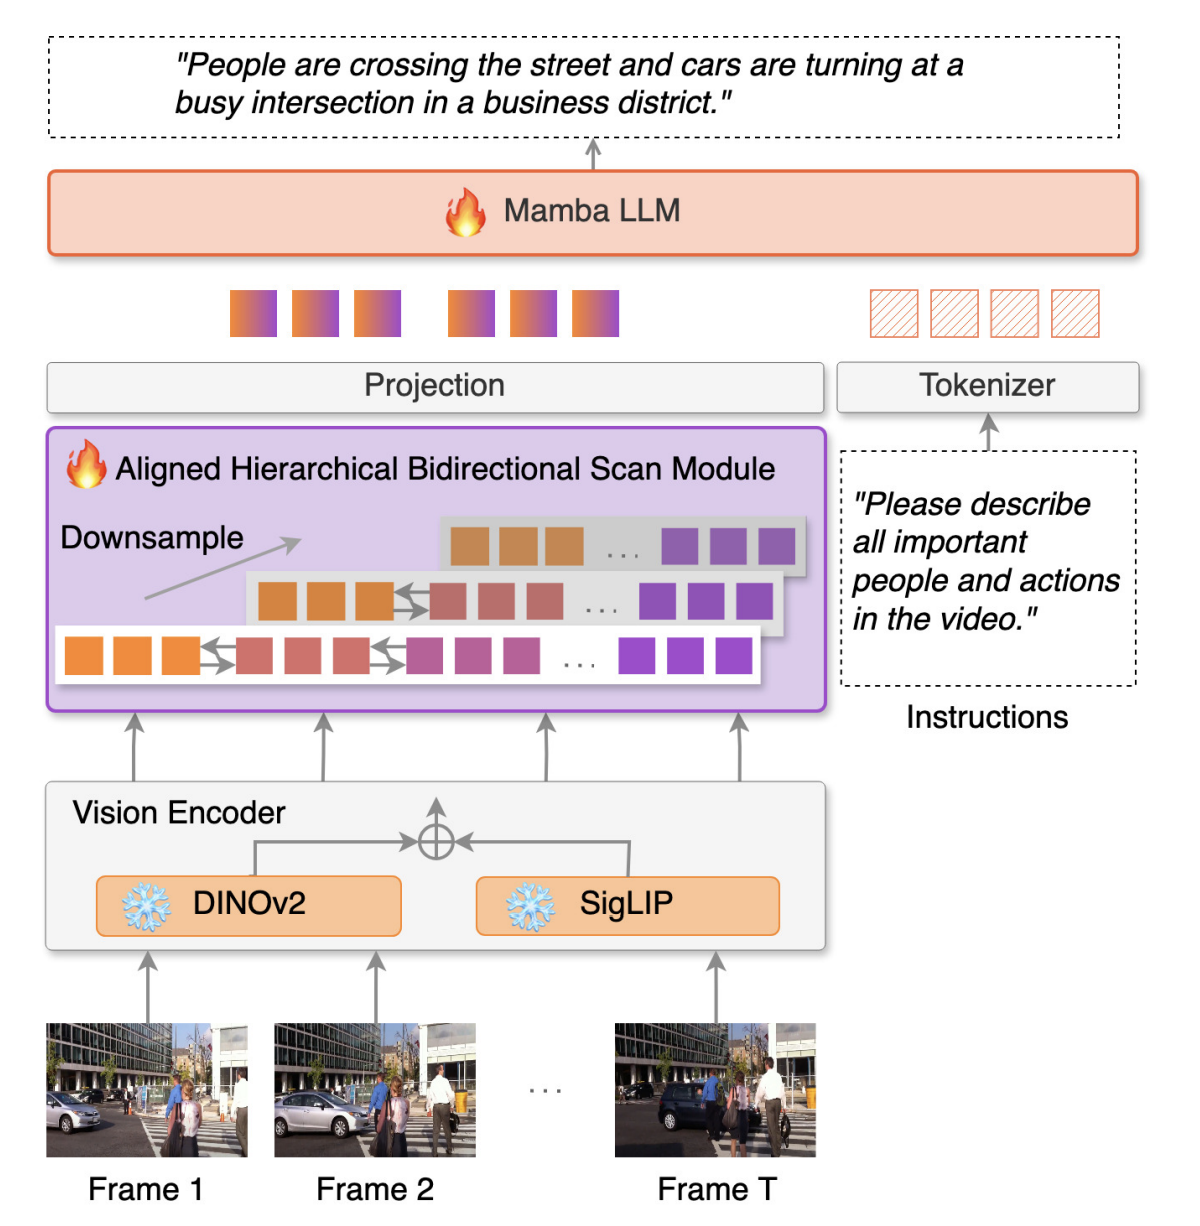 "People are crossing the street and cars are turning at a
busy intersection in a business district."
Mamba LLM
Projection
Tokenizer
Aligned Hierarchical Bidirectional Scan Module
Downsample
. . .
. . .
. . .
"Please describe
all important
people and actions
in the video."
Instructions
Vision Encoder
DINOv2
SigLIP
. . .
Frame 1
Frame 2
Frame T